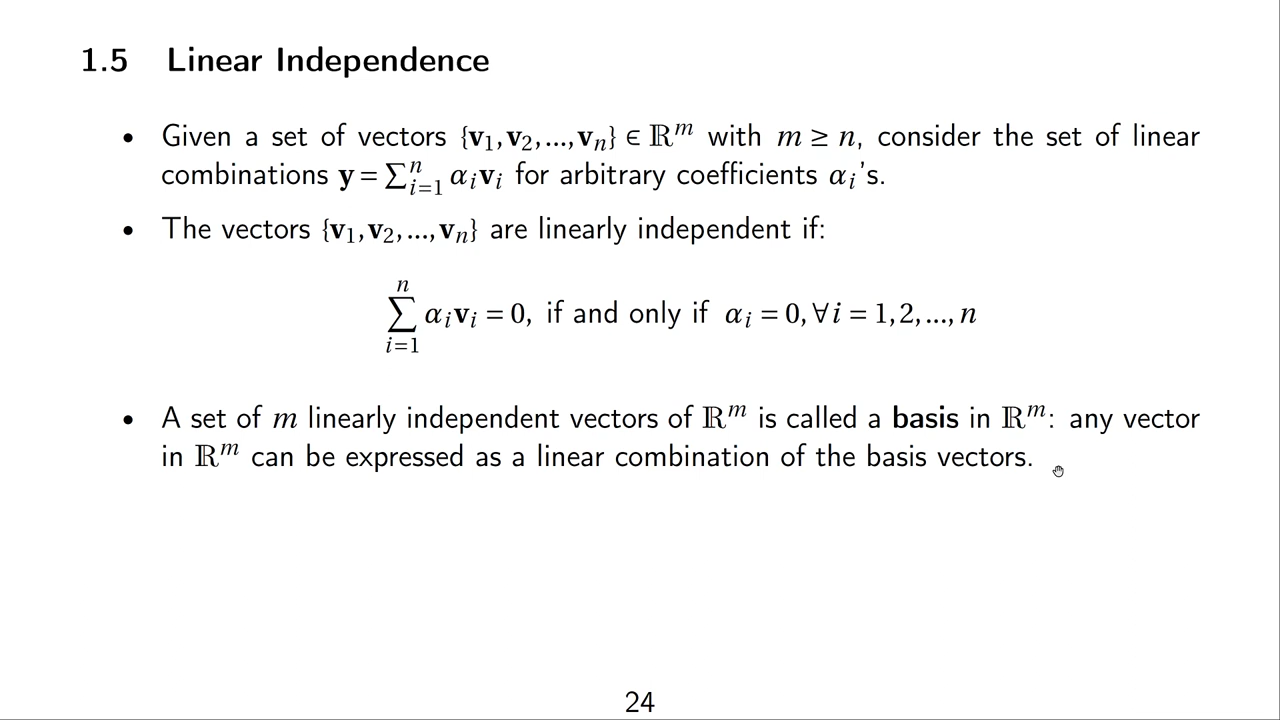 1.5 Linear Independence
• Given a set of vectors {v₁, v₂, ..., vₙ} ∈ ℝᵐ with m ≥ n, consider the set of linear
combinations y = ∑ⁿᵢ₌₁ αᵢvᵢ for arbitrary coefficients αᵢ's.
• The vectors {v₁, v₂, ..., vₙ} are linearly independent if:
∑ⁿᵢ₌₁ αᵢvᵢ = 0, if and only if αᵢ = 0, ∀i = 1, 2, ..., n
• A set of m linearly independent vectors of ℝᵐ is called a basis in ℝᵐ: any vector
in ℝᵐ can be expressed as a linear combination of the basis vectors.
24